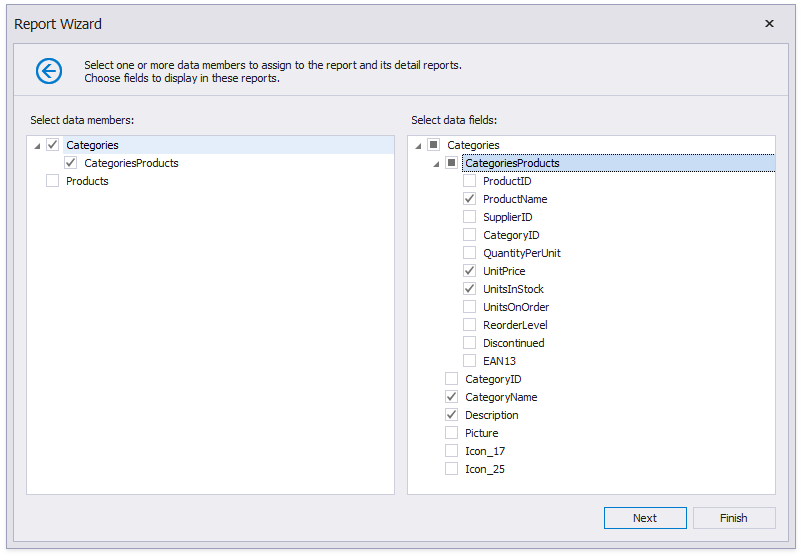 Report Wizard
Select one or more data members to assign to the report and its detail reports.
Choose fields to display in these reports.
Select data members:
Categories
CategoriesProducts
Products
Select data fields:
Categories
CategoriesProducts
ProductID
ProductName
SupplierID
CategoryID
QuantityPerUnit
UnitPrice
UnitsInStock
UnitsOnOrder
ReorderLevel
Discontinued
EAN13
CategoryID
CategoryName
Description
Picture
Icon_17
Icon_25
Next
Finish